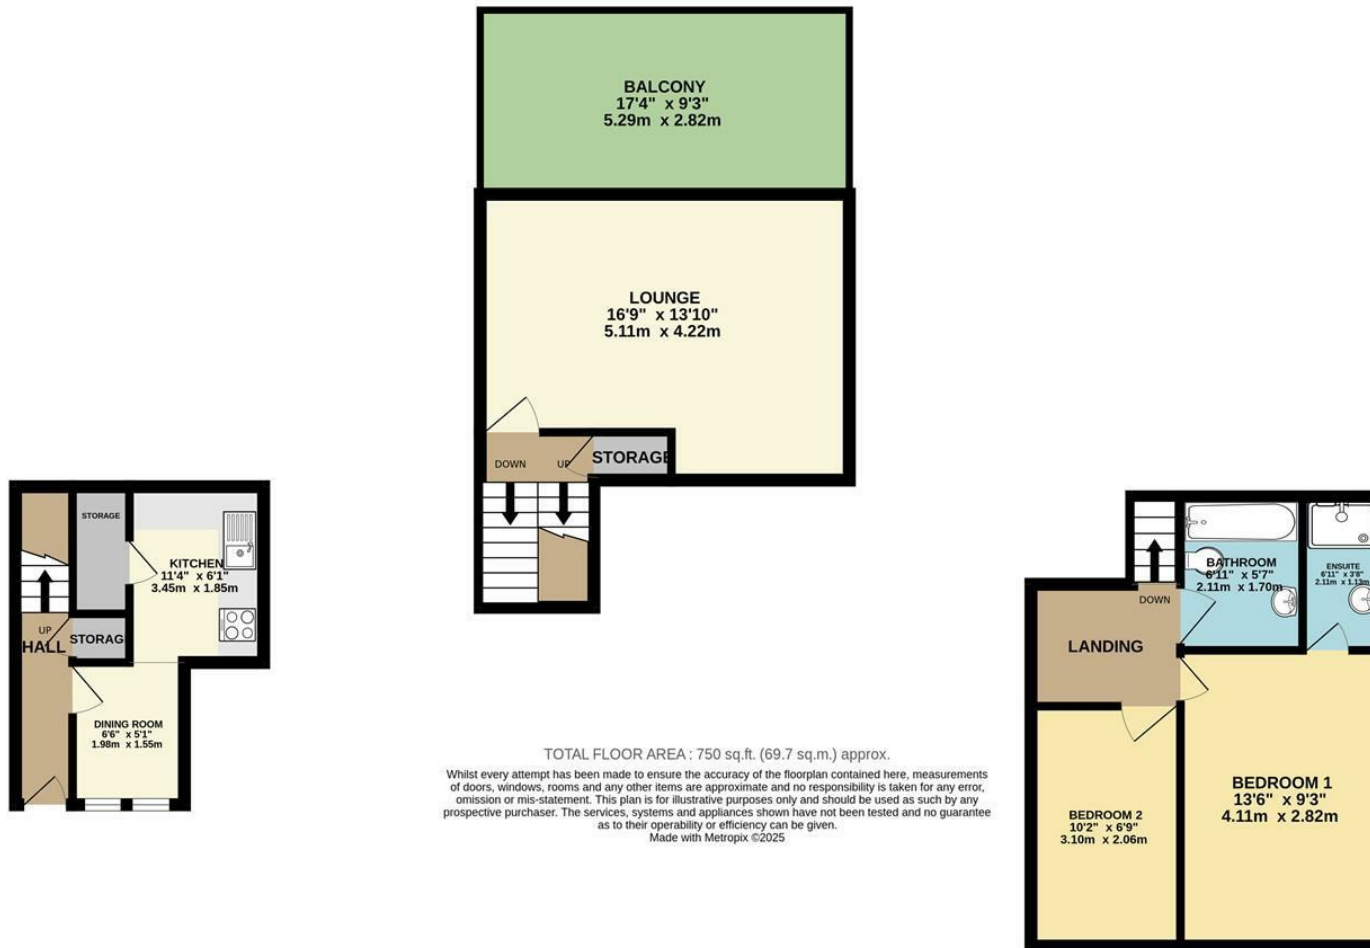 BALCONY
17'4" x 9'3"
5.29m x 2.82m
LOUNGE
16'9" x 13'10"
5.11m x 4.22m
DOWN
UP
STORAGE
STORAGE
KITCHEN
11'4" x 6'1"
3.45m x 1.85m
UP
HALL
STORAG
DINING ROOM
6'6" x 5'1"
1.98m x 1.55m
BATHROOM
6'11" x 5'7"
2.11m x 1.70m
ENSUITE
6'11" x 3'8"
2.11m x 1.13m
DOWN
LANDING
BEDROOM 1
13'6" x 9'3"
4.11m x 2.82m
BEDROOM 2
10'2" x 6'9"
3.10m x 2.06m
TOTAL FLOOR AREA : 750 sq.ft. (69.7 sq.m.) approx.
Whilst every attempt has been made to ensure the accuracy of the floorplan contained here, measurements
of doors, windows, rooms and any other items are approximate and no responsibility is taken for any error,
omission or mis-statement. This plan is for illustrative purposes only and should be used as such by any
prospective purchaser. The services, systems and appliances shown have not been tested and no guarantee
as to their operability or efficiency can be given.
Made with Metropix ©2025